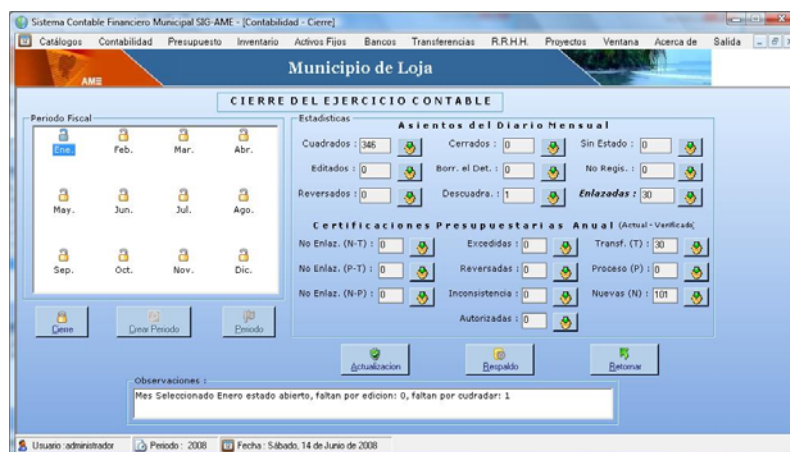 Sistema Contable Financiero Municipal SIG-AME - [Contabilidad - Cierre]
Catálogos Contabilidad Presupuesto Inventario Activos Fijos Bancos Transferencias R.R.H.H. Proyectos Ventana Acerca de Salida
AME
Municipio de Loja
CIERRE DEL EJERCICIO CONTABLE
Periodo Fiscal
Ene. Feb. Mar. Abr.
May. Jun. Jul. Ago.
Sep. Oct. Nov. Dic.
Cierre Crear Periodo Periodo
Estadisticas
Asientos del Diario Mensual
Cuadrados : 346 Cerrados : 0 Sin Estado : 0
Editados : 0 Borr. el Det. : 0 No Regis. : 0
Reversados : 0 Descuadra. : 1 Enlazadas : 30
Certificaciones Presupuestarias Anual (Actual - Verificad(
No Enlaz. (N-T) : 0 Excedidas : 0 Transf. (T) : 30
No Enlaz. (P-T) : 0 Reversadas : 0 Proceso (P) : 0
No Enlaz. (N-P) : 0 Inconsistencia : 0 Nuevas (N) : 101
Autorizadas : 0
Actualizacion Respaldo Retornar
Observaciones :
Mes Seleccionado Enero estado abierto, faltan por edicion: 0, faltan por cudradar: 1
Usuario :administrador Periodo : 2008 Fecha : Sábado, 14 de Junio de 2008